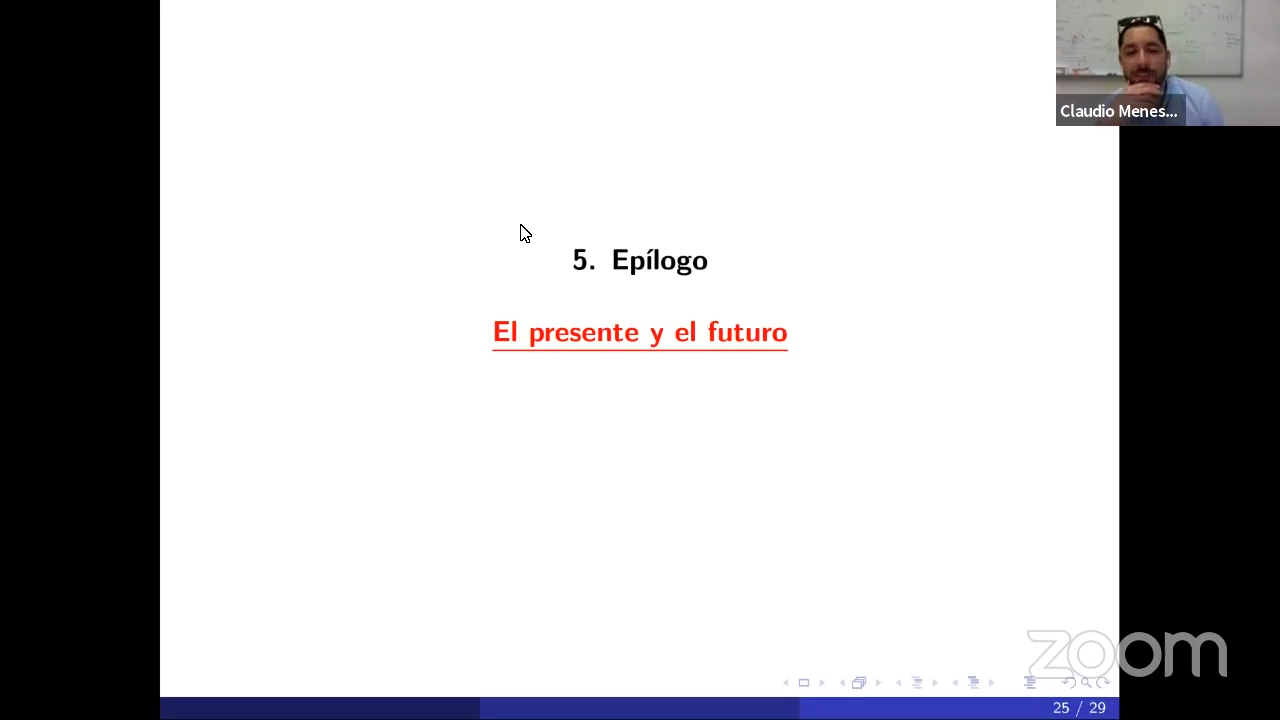 Claudio Menes...
5. Epílogo
El presente y el futuro
zoom
25 / 29